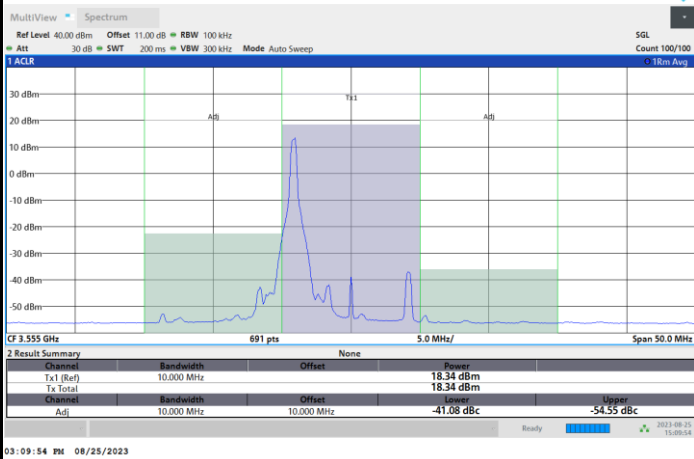 MultiView Spectrum
Ref Level 40.00 dBm Offset 11.00 dB RBW 100 kHz SGL
Att 30 dB SWT 200 ms VBW 300 kHz Mode Auto Sweep Count 100/100
1 ACLR 1Rm Avg
30 dBm
Tx1
20 dBm
Adj Adj
10 dBm
0 dBm
-10 dBm
-20 dBm
-30 dBm
-40 dBm
-50 dBm
CF 3.555 GHz 691 pts 5.0 MHz/ Span 50.0 MHz
2 Result Summary None
Channel Bandwidth Offset Power
Tx1 (Ref) 10.000 MHz 18.34 dBm
Tx Total 18.34 dBm
Channel Bandwidth Offset Lower Upper
Adj 10.000 MHz 10.000 MHz -41.08 dBc -54.55 dBc
Ready 2023-08-25
15:09:54
03:09:54 PM 08/25/2023